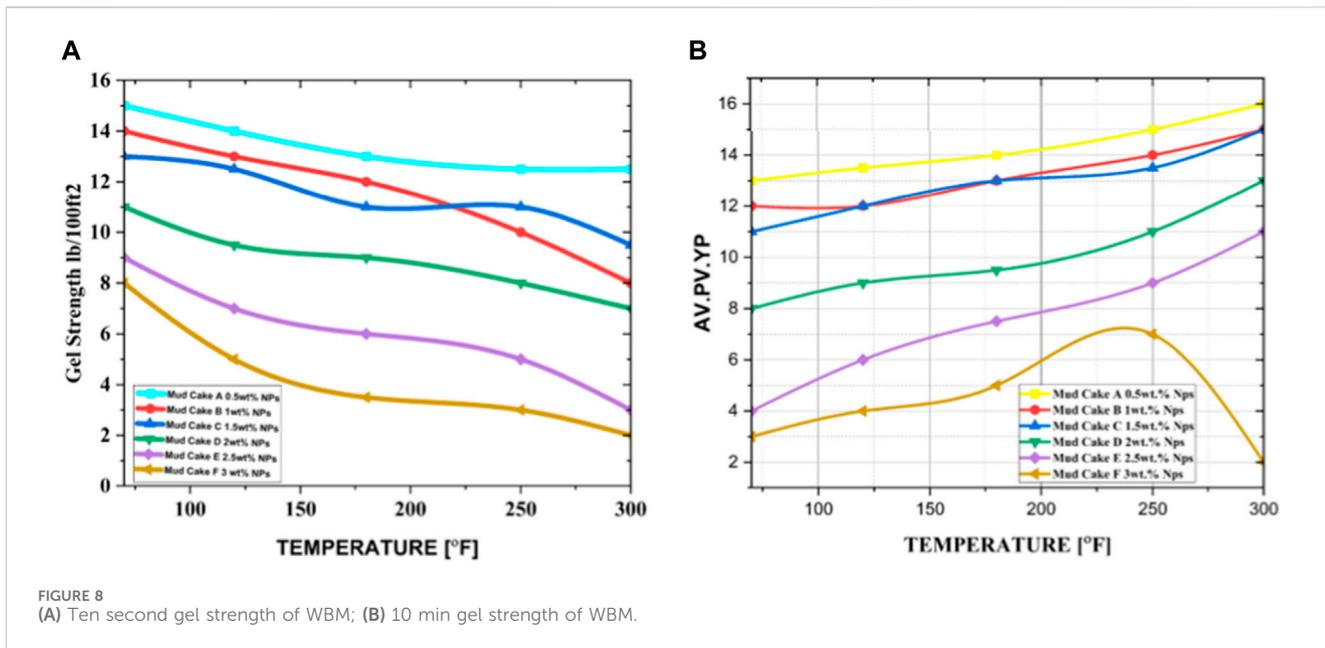 A
16
14
12
10
8
6
4
2
0
Gel Strength lb/100ft2
Mud Cake A 0.5wt% NPs
Mud Cake B 1wt% NPs
Mud Cake C 1.5wt% NPs
Mud Cake D 2wt% NPs
Mud Cake E 2.5wt% NPs
Mud Cake F 3 wt% NPs
100 150 200 250 300
TEMPERATURE [°F]
B
16
14
12
10
8
6
4
2
AV.PV.YP
Mud Cake A 0.5wt.% Nps
Mud Cake B 1wt.% Nps
Mud Cake C 1.5wt.% Nps
Mud Cake D 2wt.% Nps
Mud Cake E 2.5wt.% Nps
Mud Cake F 3wt.% Nps
100 150 200 250 300
TEMPERATURE [°F]
FIGURE 8
(A) Ten second gel strength of WBM; (B) 10 min gel strength of WBM.